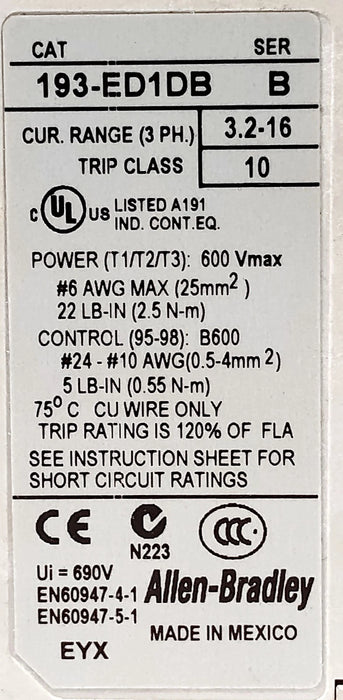 CAT SER
193-ED1DB B
CUR. RANGE (3 PH.) 3.2-16
TRIP CLASS 10
C UL US LISTED A191
IND. CONT.EQ.
POWER (T1/T2/T3): 600 Vmax
#6 AWG MAX (25mm²)
22 LB-IN (2.5 N-m)
CONTROL (95-98): B600
#24 - #10 AWG(0.5-4mm²)
5 LB-IN (0.55 N-m)
75° C CU WIRE ONLY
TRIP RATING IS 120% OF FLA
SEE INSTRUCTION SHEET FOR
SHORT CIRCUIT RATINGS
CE N223 CCC
Ui = 690V
EN60947-4-1 Allen-Bradley
EN60947-5-1
MADE IN MEXICO
EYX